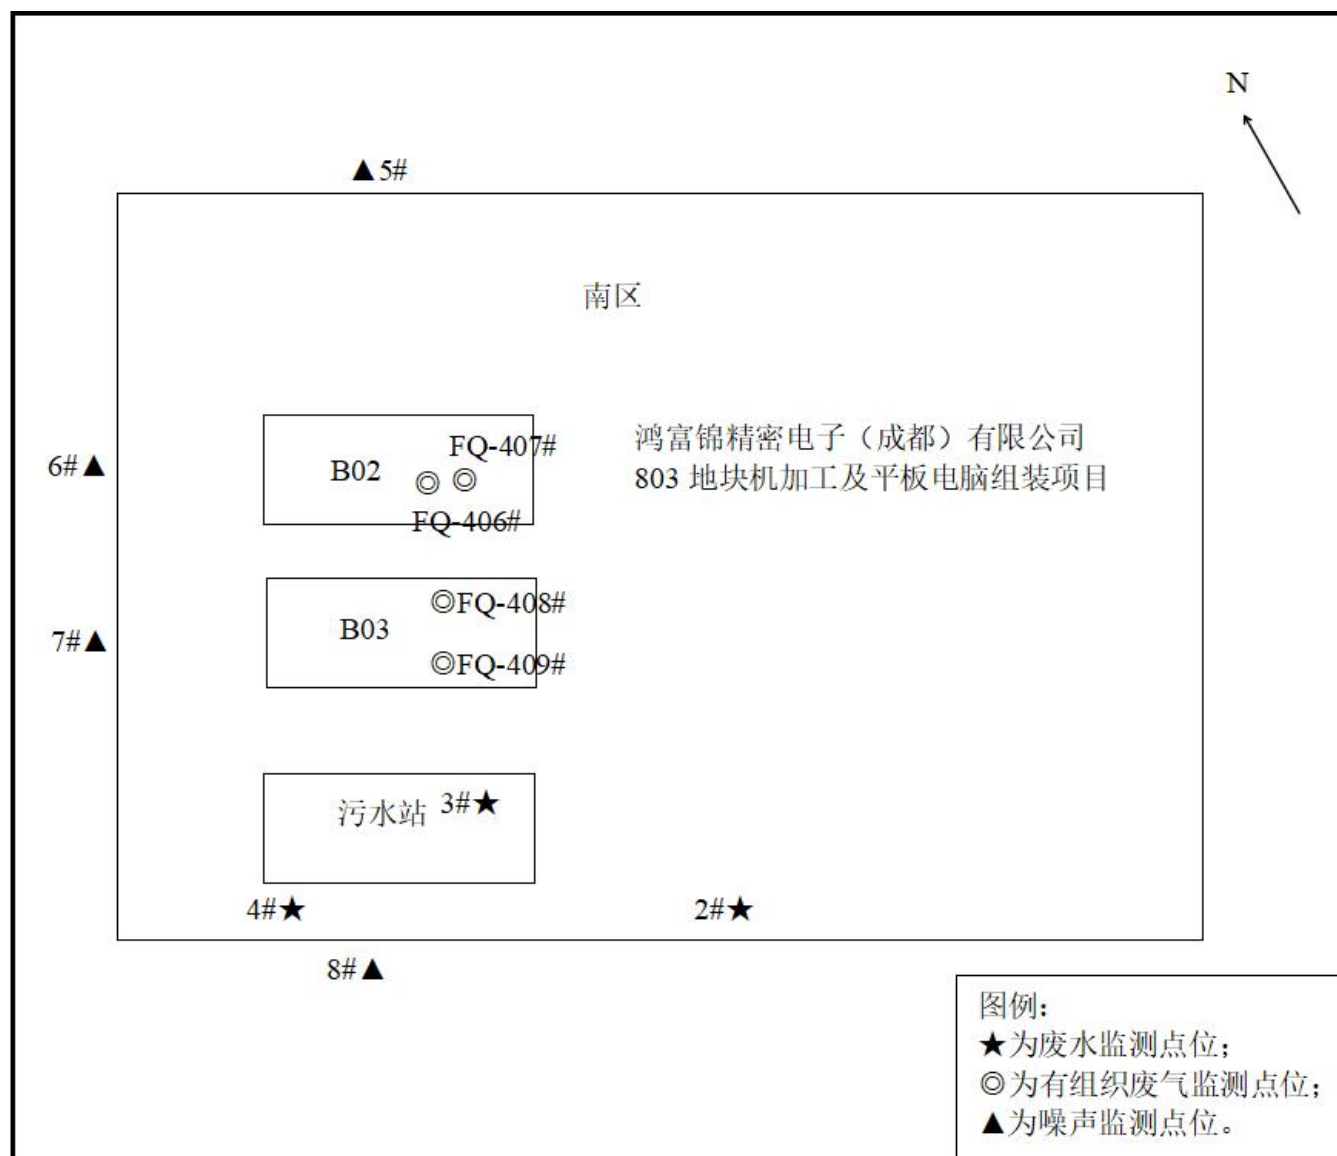 N
▲5#
南区
鸿富锦精密电子（成都）有限公司
803 地块机加工及平板电脑组装项目
6#▲
B02
FQ-407#
FQ-406#
7#▲
B03
◎FQ-408#
◎FQ-409#
污水站
3#★
4#★
2#★
8#▲
图例：
★为废水监测点位；
◎为有组织废气监测点位；
▲为噪声监测点位。